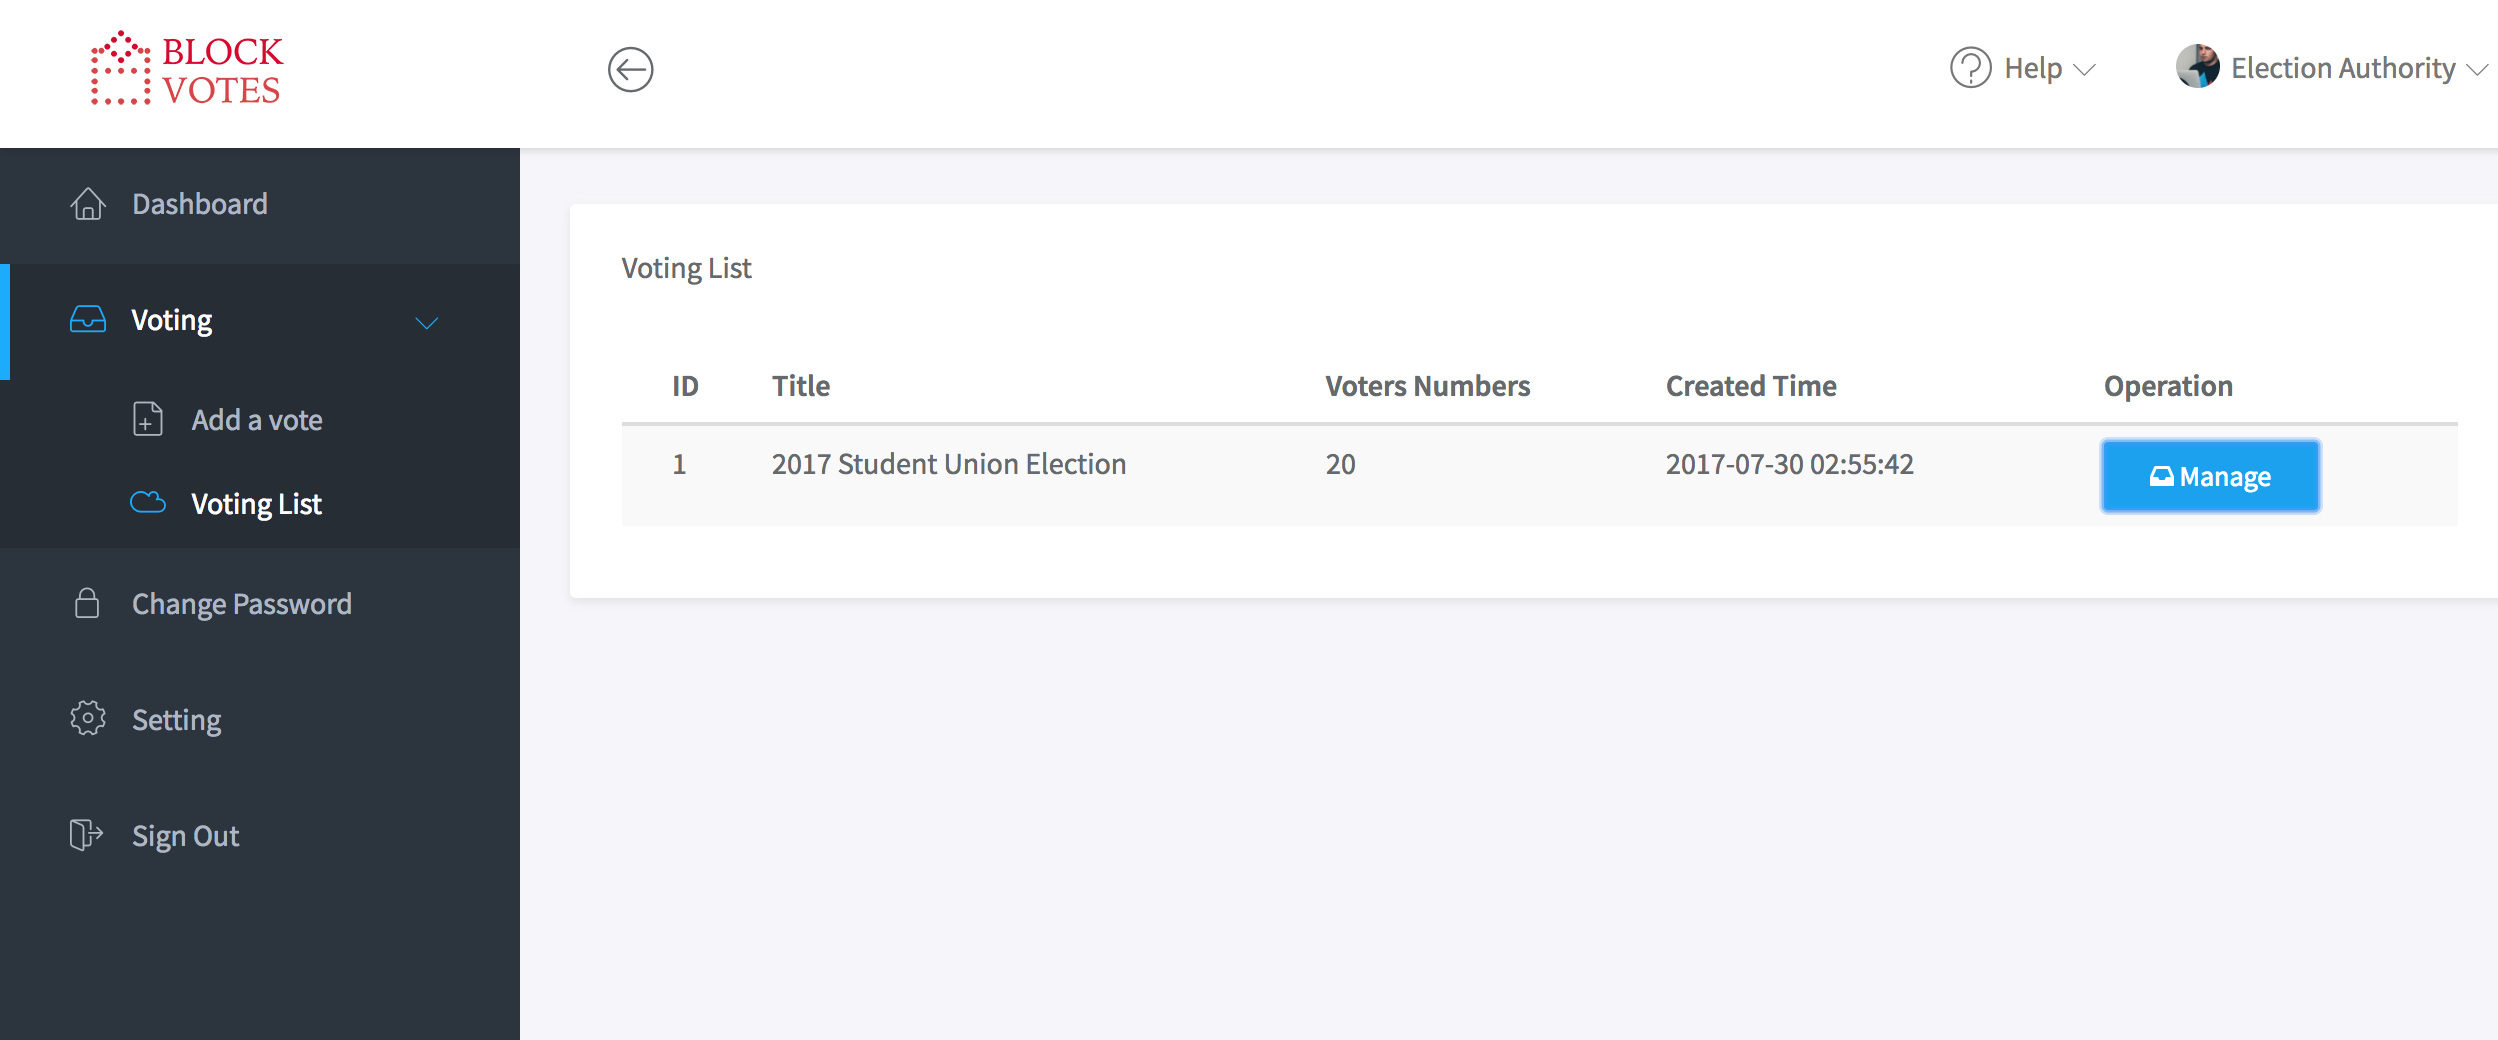 BLOCK
VOTES
Help
Election Authority
Dashboard
Voting
Add a vote
Voting List
Change Password
Setting
Sign Out
Voting List
ID Title Voters Numbers Created Time Operation
1 2017 Student Union Election 20 2017-07-30 02:55:42 Manage